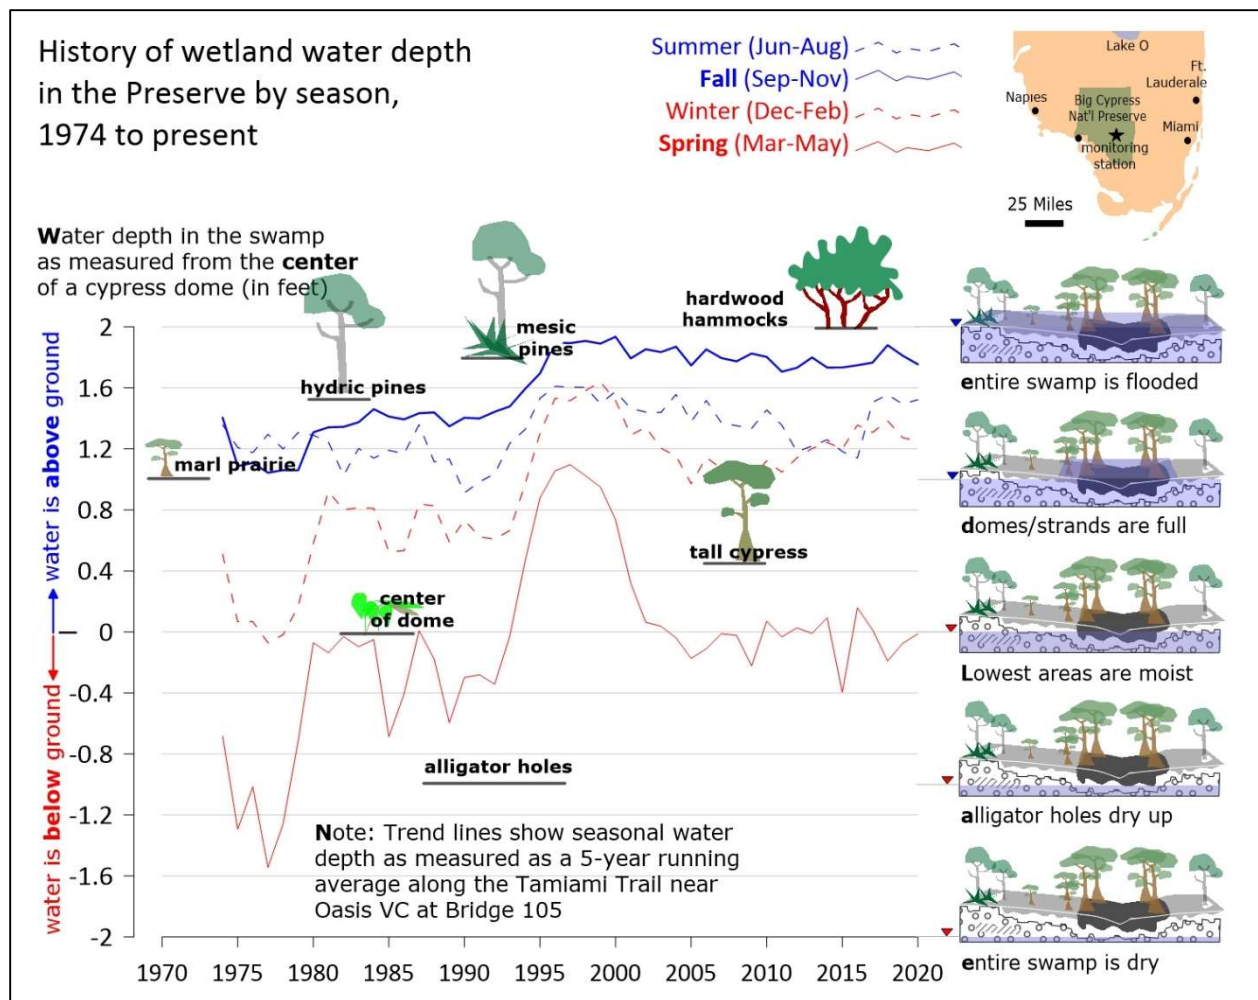 History of wetland water depth
in the Preserve by season,
1974 to present
Summer (Jun-Aug)
Fall (Sep-Nov)
Winter (Dec-Feb)
Spring (Mar-May)
Lake O
Ft.
Lauderale
Naples
Big Cypress
Nat'l Preserve
Miami
monitoring
station
25 Miles
Water depth in the swamp
as measured from the center
of a cypress dome (in feet)
water is above ground
water is below ground
2
1.6
1.2
0.8
0.4
0
-0.4
-0.8
-1.2
-1.6
-2
1970
1975
1980
1985
1990
1995
2000
2005
2010
2015
2020
marl prairie
hydric pines
mesic
pines
hardwood
hammocks
tall cypress
center
of dome
alligator holes
Note: Trend lines show seasonal water
depth as measured as a 5-year running
average along the Tamiami Trail near
Oasis VC at Bridge 105
entire swamp is flooded
domes/strands are full
Lowest areas are moist
alligator holes dry up
entire swamp is dry